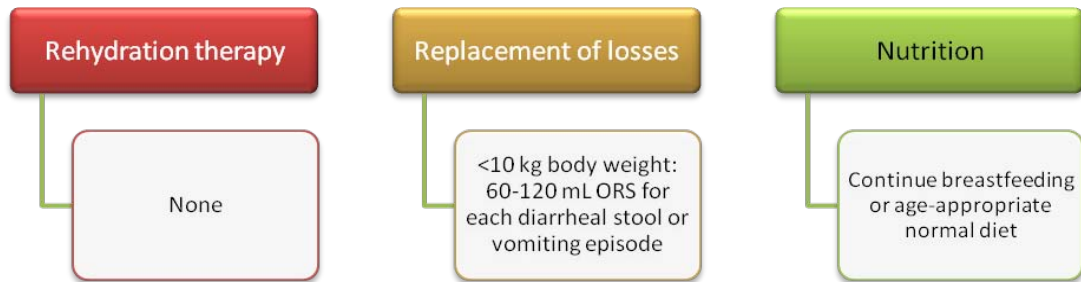 Rehydration therapy
None
Replacement of losses
<10 kg body weight:
60-120 mL ORS for
each diarrheal stool or
vomiting episode
Nutrition
Continue breastfeeding
or age-appropriate
normal diet